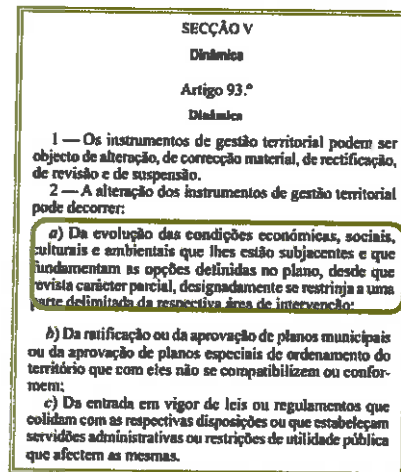 SECÇÃO V
Dinâmica
Artigo 93.º
Dinâmica
1 — Os instrumentos de gestão territorial podem ser
objecto de alteração, de correcção material, de rectificação,
de revisão e de suspensão.
2 — A alteração dos instrumentos de gestão territorial
pode decorrer:
a) Da evolução das condições económicas, sociais,
culturais e ambientais que lhes estão subjacentes e que
fundamentam as opções definidas no plano, desde que
revista carácter parcial, designadamente se restrinja a uma
parte delimitada da respectiva área de intervenção;
b) Da ratificação ou da aprovação de planos municipais
ou da aprovação de planos especiais de ordenamento do
território que com eles não se compatibilizem ou confor-
mem;
c) Da entrada em vigor de leis ou regulamentos que
colidam com as respectivas disposições ou que estabeleçam
servidões administrativas ou restrições de utilidade pública
que afectem as mesmas.